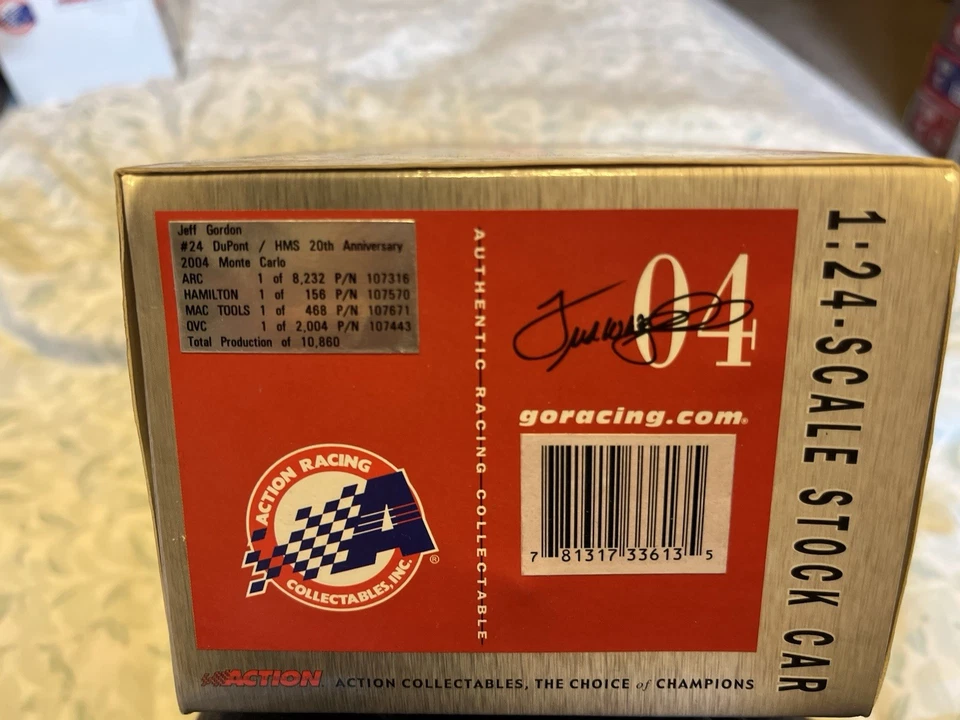 Jeff Gordon
#24 DuPont / HMS 20th Anniversary
2004 Monte Carlo
ARC 1 of 8,232 P/N 107316
HAMILTON 1 of 156 P/N 107570
MAC TOOLS 1 of 468 P/N 107671
QVC 1 of 2,004 P/N 107443
Total Production of 10,860
AUTHENTIC RACING COLLECTABLE
04
goracing.com®
7 81317 33613 5
ACTION RACING
A
COLLECTABLES, INC.®
1:24-SCALE STOCK CAR
ACTION ACTION COLLECTABLES, THE CHOICE of CHAMPIONS